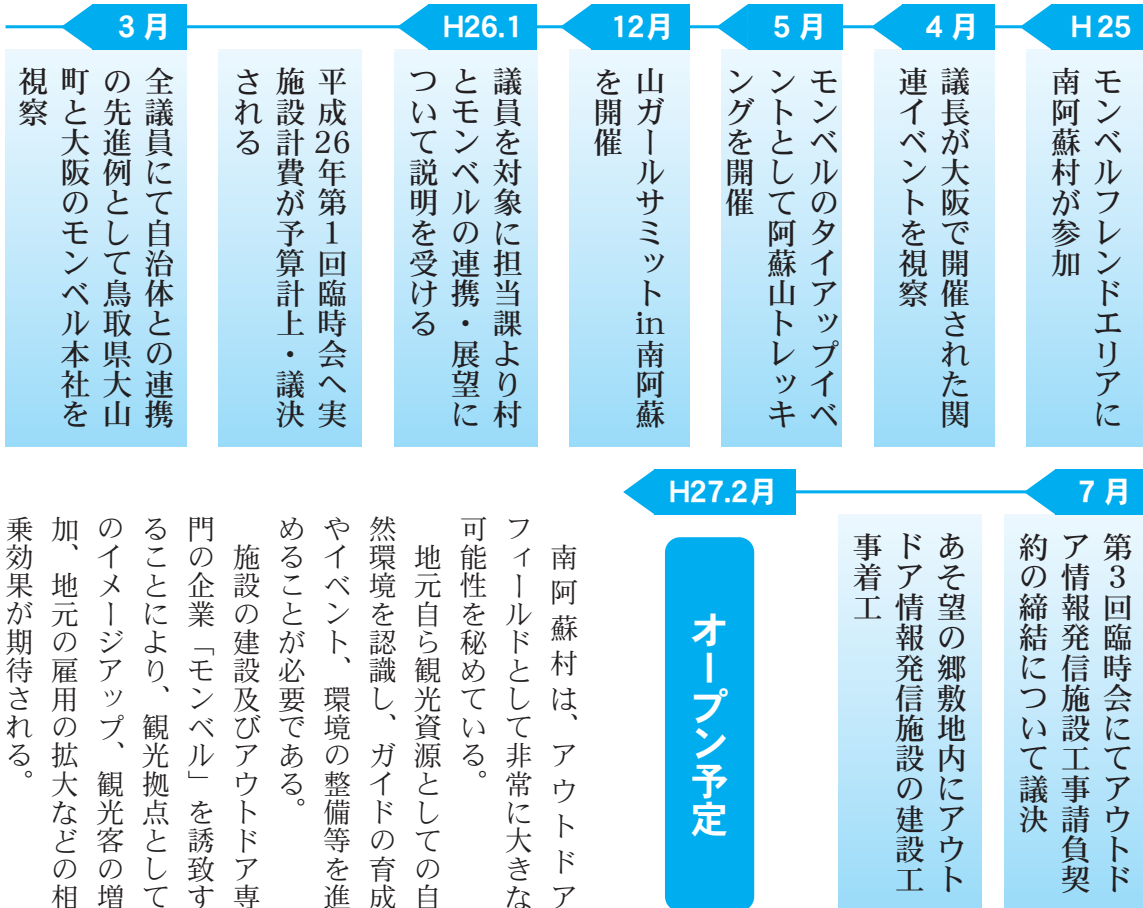 H25
モンベルフレンドエリアに
南阿蘇村が参加
4月
議長が大阪で開催された関
連イベントを視察
5月
モンベルのタイアップイベ
ントとして阿蘇山トレッキ
ングを開催
12月
山ガールサミットin南阿蘇
を開催
H26.1
議員を対象に担当課より村
とモンベルの連携・展望に
ついて説明を受ける
平成26年第1回臨時会へ実
施設計費が予算計上・議決
される
3月
全議員にて自治体との連携
の先進例として鳥取県大山
町と大阪のモンベル本社を
視察
7月
第3回臨時会にてアウトド
ア情報発信施設工事請負契
約の締結について議決
あそ望の郷敷地内にアウト
ドア情報発信施設の建設工
事着工
H27.2月
オープン予定
南阿蘇村は、アウトドア
フィールドとして非常に大きな
可能性を秘めている。
地元自ら観光資源としての自
然環境を認識し、ガイドの育成
やイベント、環境の整備等を進
めることが必要である。
施設の建設及びアウトドア専
門の企業「モンベル」を誘致す
ることにより、観光拠点として
のイメージアップ、観光客の増
加、地元の雇用の拡大などの相
乗効果が期待される。